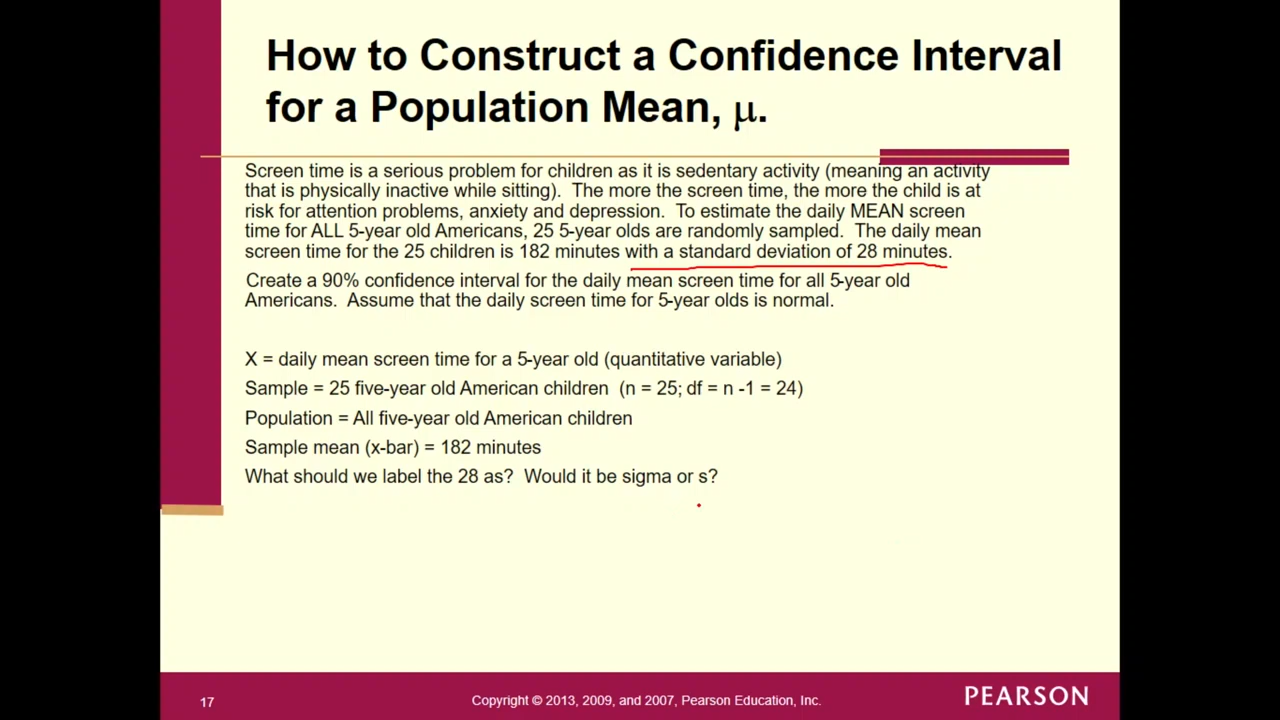 How to Construct a Confidence Interval
for a Population Mean, μ.
Screen time is a serious problem for children as it is sedentary activity (meaning an activity
that is physically inactive while sitting).  The more the screen time, the more the child is at
risk for attention problems, anxiety and depression.  To estimate the daily MEAN screen
time for ALL 5-year old Americans, 25 5-year olds are randomly sampled.  The daily mean
screen time for the 25 children is 182 minutes with a standard deviation of 28 minutes.
Create a 90% confidence interval for the daily mean screen time for all 5-year old
Americans.  Assume that the daily screen time for 5-year olds is normal.
X = daily mean screen time for a 5-year old (quantitative variable)
Sample = 25 five-year old American children  (n = 25; df = n -1 = 24)
Population = All five-year old American children
Sample mean (x-bar) = 182 minutes
What should we label the 28 as?  Would it be sigma or s?
17
Copyright © 2013, 2009, and 2007, Pearson Education, Inc.
PEARSON